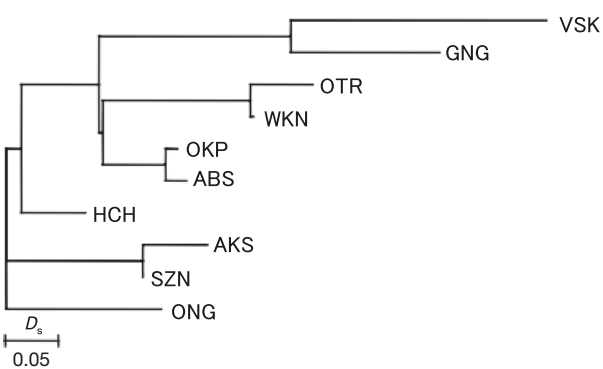 VSK
GNG
OTR
WKN
OKP
ABS
HCH
AKS
SZN
ONG
Ds
0.05